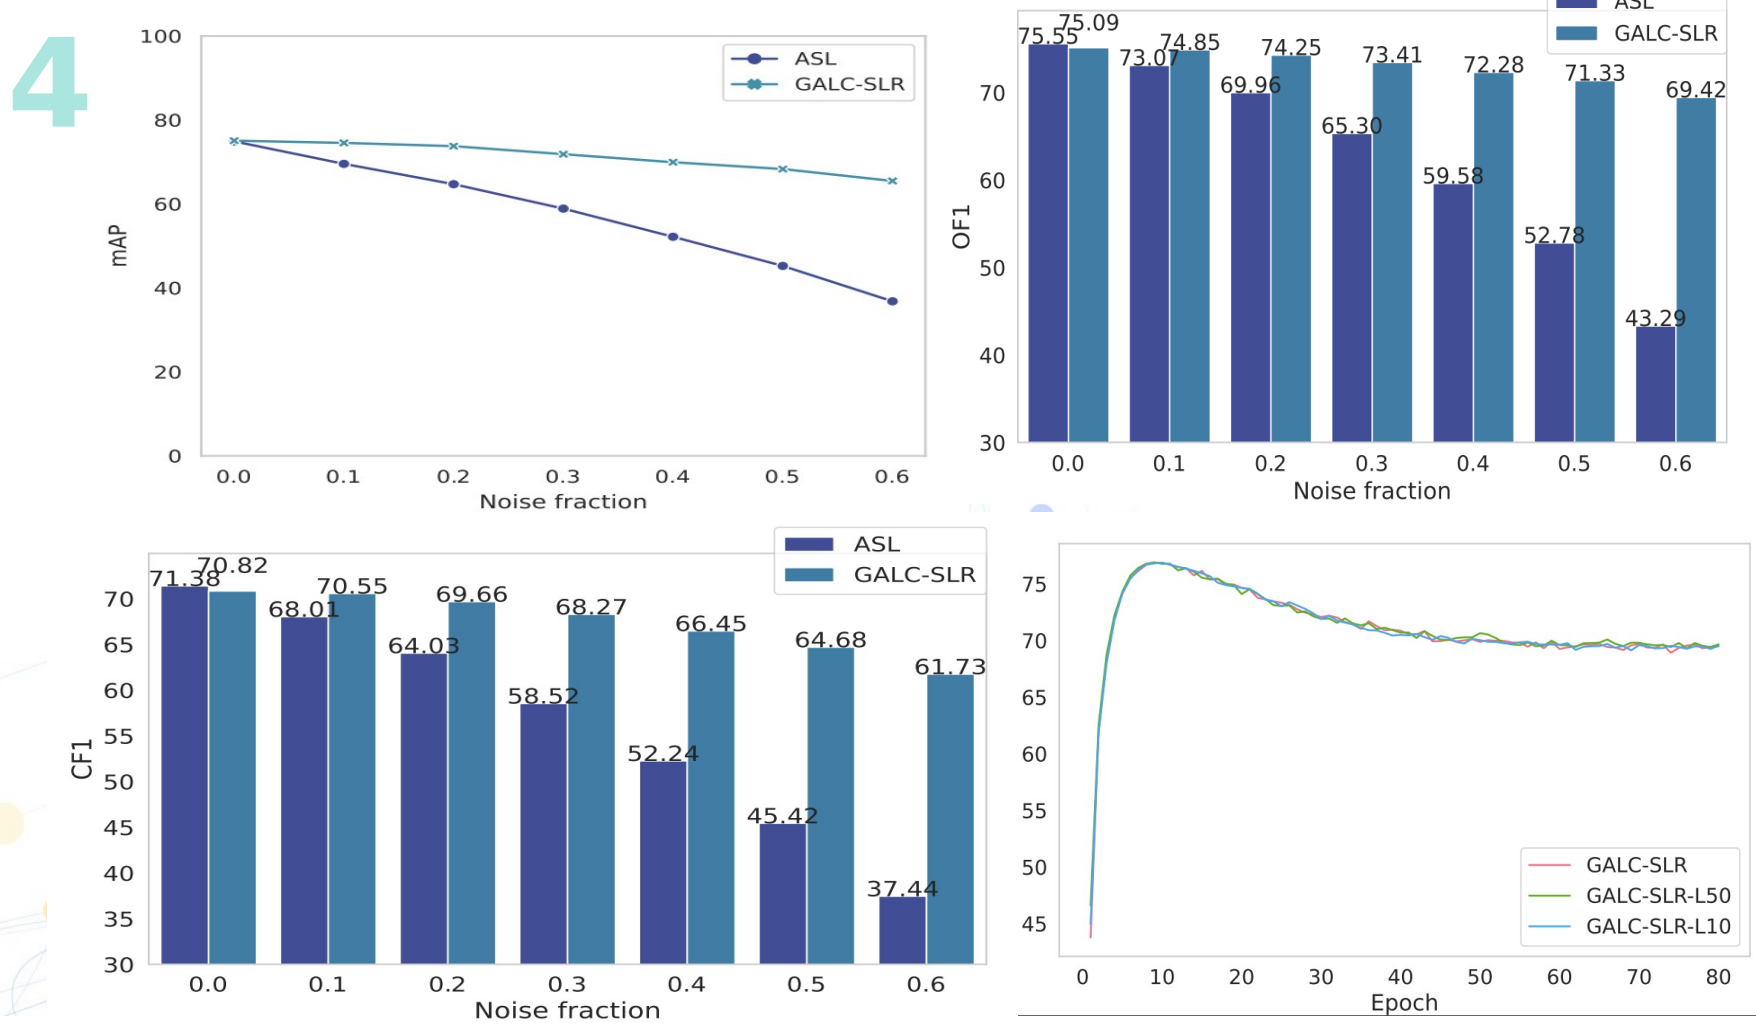 4
100
80
60
40
20
0
mAP
ASL
GALC-SLR
0.0 0.1 0.2 0.3 0.4 0.5 0.6
Noise fraction
ASL
GALC-SLR
75.55 75.09 73.07 74.85 69.96 74.25 65.30 73.41 59.58 72.28 52.78 71.33 43.29 69.42
70
60
50
40
30
OF1
0.0 0.1 0.2 0.3 0.4 0.5 0.6
Noise fraction
ASL
GALC-SLR
71.38 70.82 68.01 70.55 64.03 69.66 58.52 68.27 52.24 66.45 45.42 64.68 37.44 61.73
70
65
60
55
50
45
40
35
30
CF1
0.0 0.1 0.2 0.3 0.4 0.5 0.6
Noise fraction
75
70
65
60
55
50
45
GALC-SLR
GALC-SLR-L50
GALC-SLR-L10
0 10 20 30 40 50 60 70 80
Epoch